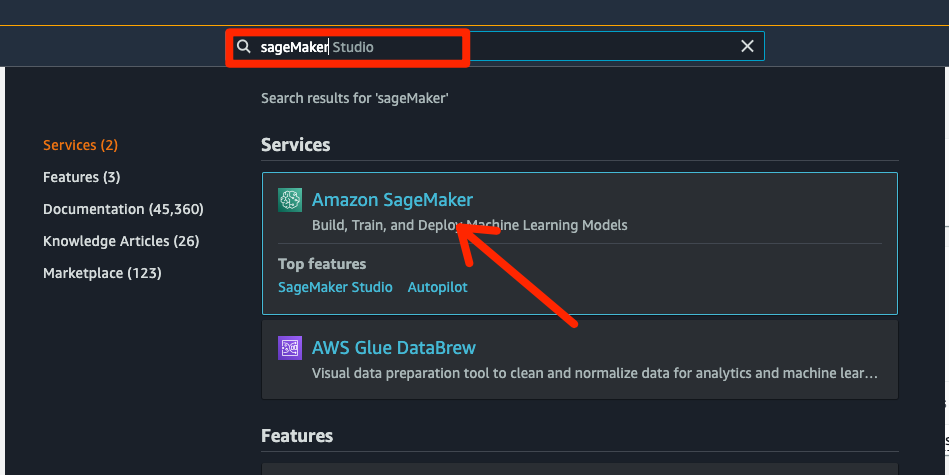 sageMaker Studio
Search results for 'sageMaker'
Services (2)
Features (3)
Documentation (45,360)
Knowledge Articles (26)
Marketplace (123)
Services
Amazon SageMaker
Build, Train, and Deploy Machine Learning Models
Top features
SageMaker Studio Autopilot
AWS Glue DataBrew
Visual data preparation tool to clean and normalize data for analytics and machine lear...
Features